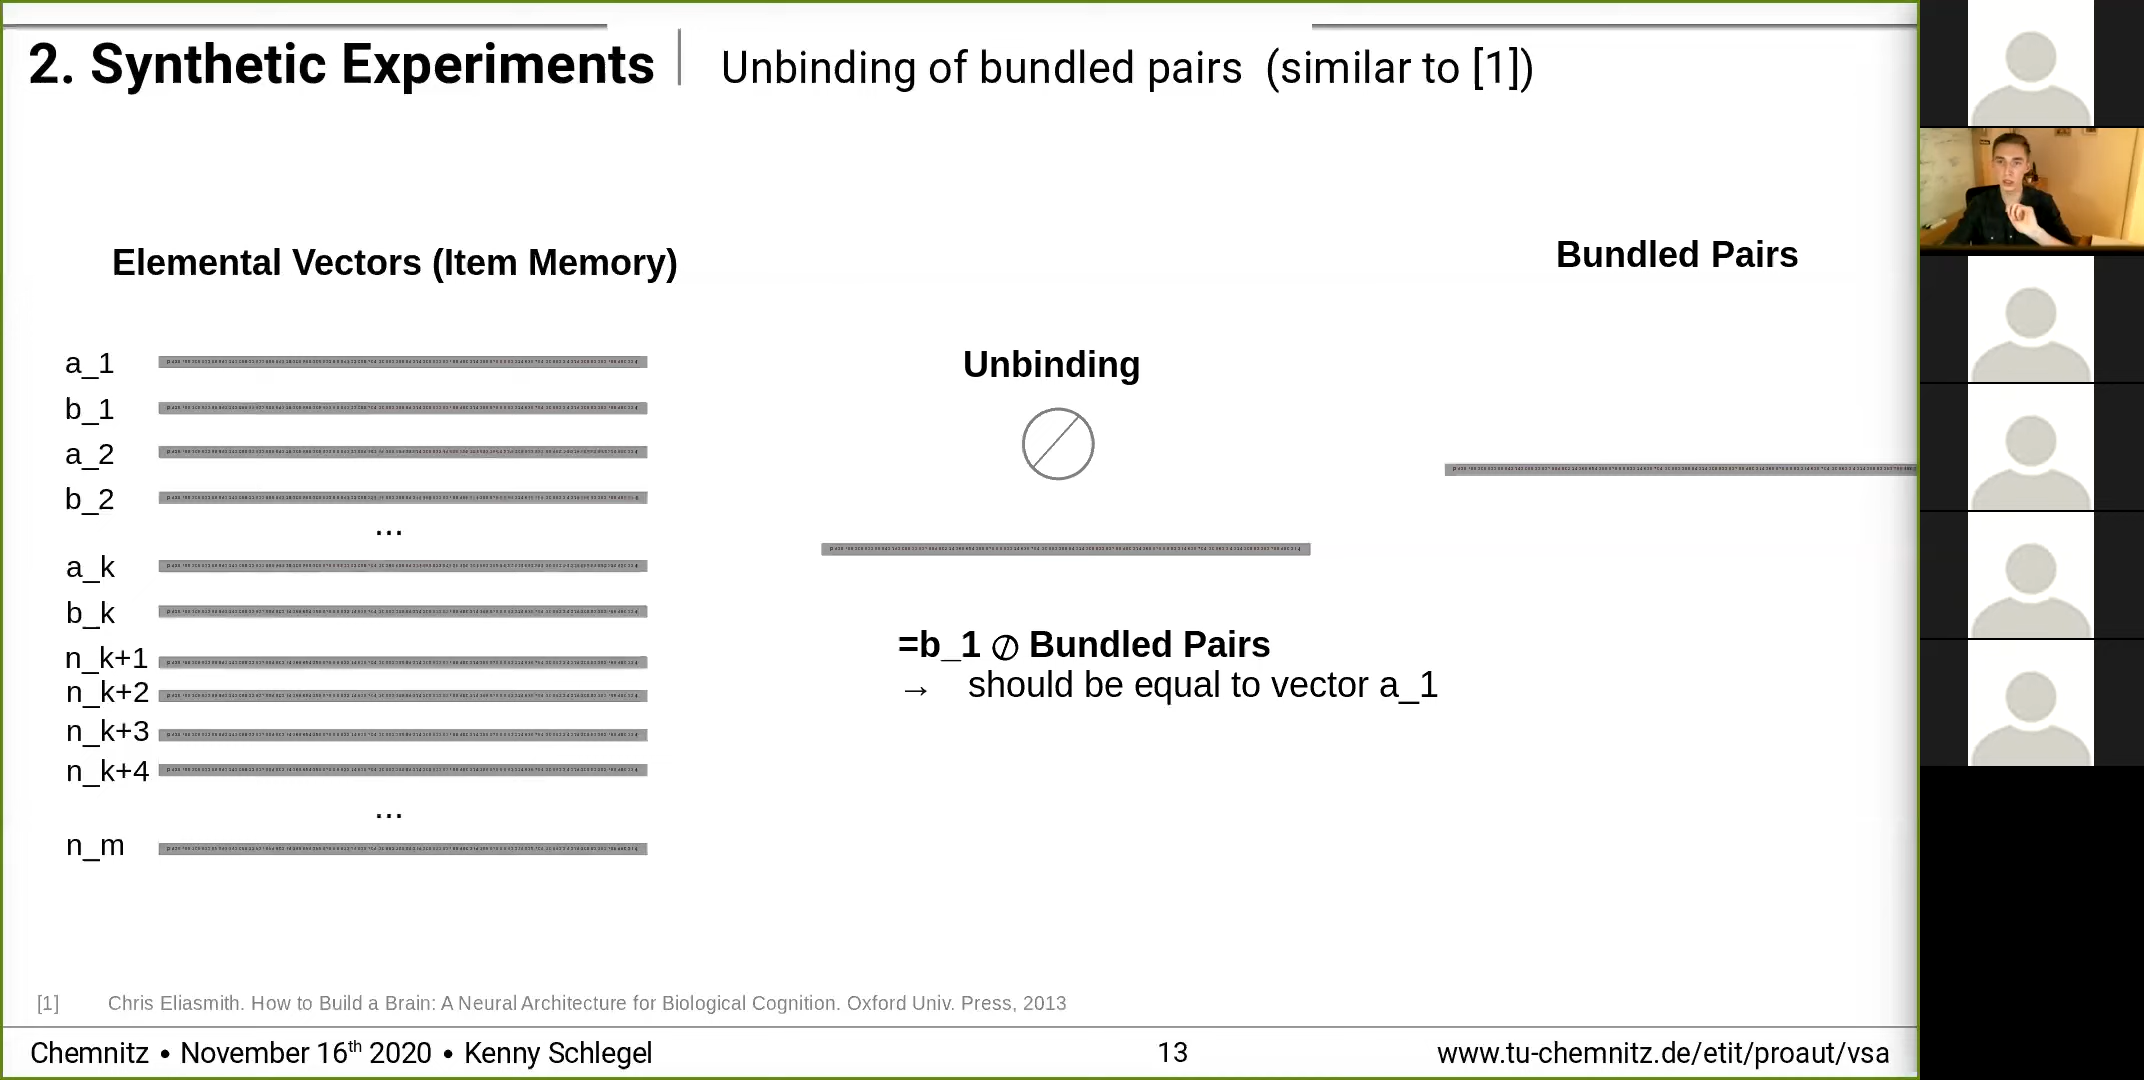 2. Synthetic Experiments
Unbinding of bundled pairs (similar to [1])
Elemental Vectors (Item Memory)
a_1
b_1
a_2
b_2
...
a_k
b_k
n_k+1
n_k+2
n_k+3
n_k+4
...
n_m
Unbinding
=b_1 ⊘ Bundled Pairs
→ should be equal to vector a_1
Bundled Pairs
[1] Chris Eliasmith. How to Build a Brain: A Neural Architecture for Biological Cognition. Oxford Univ. Press, 2013
Chemnitz • November 16th 2020 • Kenny Schlegel
13
www.tu-chemnitz.de/etit/proaut/vsa